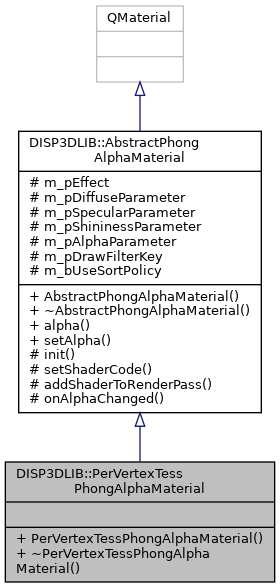 QMaterial
DISP3DLIB::AbstractPhong
AlphaMaterial
# m_pEffect
# m_pDiffuseParameter
# m_pSpecularParameter
# m_pShininessParameter
# m_pAlphaParameter
# m_pDrawFilterKey
# m_bUseSortPolicy
+ AbstractPhongAlphaMaterial()
+ ~AbstractPhongAlphaMaterial()
+ alpha()
+ setAlpha()
# init()
# setShaderCode()
# addShaderToRenderPass()
# onAlphaChanged()
DISP3DLIB::PerVertexTess
PhongAlphaMaterial
+ PerVertexTessPhongAlphaMaterial()
+ ~PerVertexTessPhongAlpha
Material()